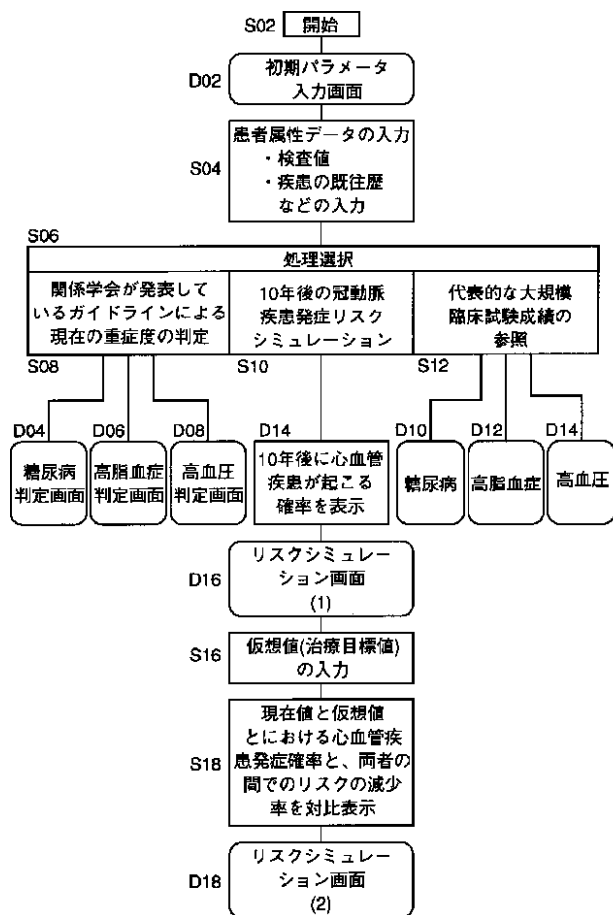 S02
開始
D02
初期パラメータ
入力画面
S04
患者属性データの入力
・検査値
・疾患の既往歴
などの入力
S06
処理選択
関係学会が発表して
いるガイドラインによる
現在の重症度の判定
10年後の冠動脈
疾患発症リスク
シミュレーション
代表的な大規模
臨床試験成績の
参照
S08
S10
S12
D04
糖尿病
判定画面
D06
高脂血症
判定画面
D08
高血圧
判定画面
D14
10年後に心血管
疾患が起こる
確率を表示
D10
糖尿病
D12
高脂血症
D14
高血圧
D16
リスクシミュレー
ション画面
(1)
S16
仮想値(治療目標値)
の入力
S18
現在値と仮想値
とにおける心血管疾
患発症確率と、両者の
間でのリスクの減少
率を対比表示
D18
リスクシミュレー
ション画面
(2)